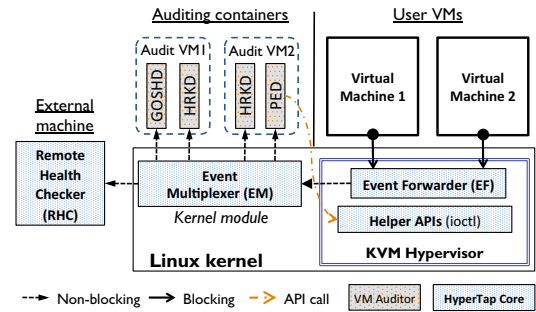 Auditing containers
User VMs
Audit VM1
Audit VM2
GOSHD
HRKD
HRKD
PED
Virtual
Machine 1
Virtual
Machine 2
External
machine
Remote
Health
Checker
(RHC)
Event
Multiplexer (EM)
Kernel module
Event Forwarder (EF)
Helper APIs (ioctl)
KVM Hypervisor
Linux kernel
Non-blocking
Blocking
API call
VM Auditor
HyperTap Core